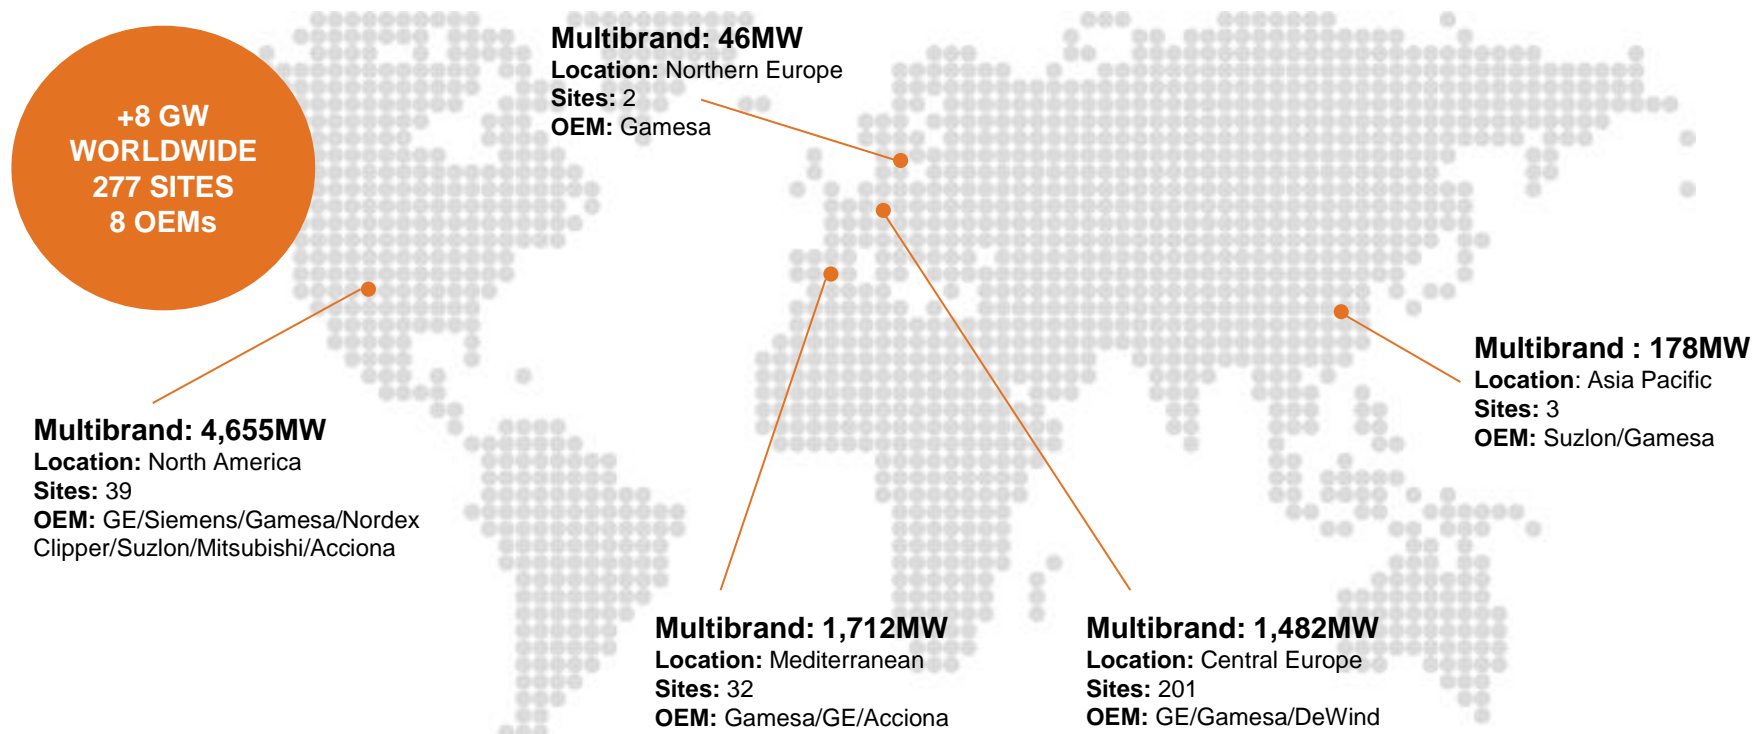 +8 GW
WORLDWIDE
277 SITES
8 OEMs
Multibrand: 46MW
Location: Northern Europe
Sites: 2
OEM: Gamesa
Multibrand : 178MW
Location: Asia Pacific
Sites: 3
OEM: Suzlon/Gamesa
Multibrand: 4,655MW
Location: North America
Sites: 39
OEM: GE/Siemens/Gamesa/Nordex
Clipper/Suzlon/Mitsubishi/Acciona
Multibrand: 1,712MW
Location: Mediterranean
Sites: 32
OEM: Gamesa/GE/Acciona
Multibrand: 1,482MW
Location: Central Europe
Sites: 201
OEM: GE/Gamesa/DeWind